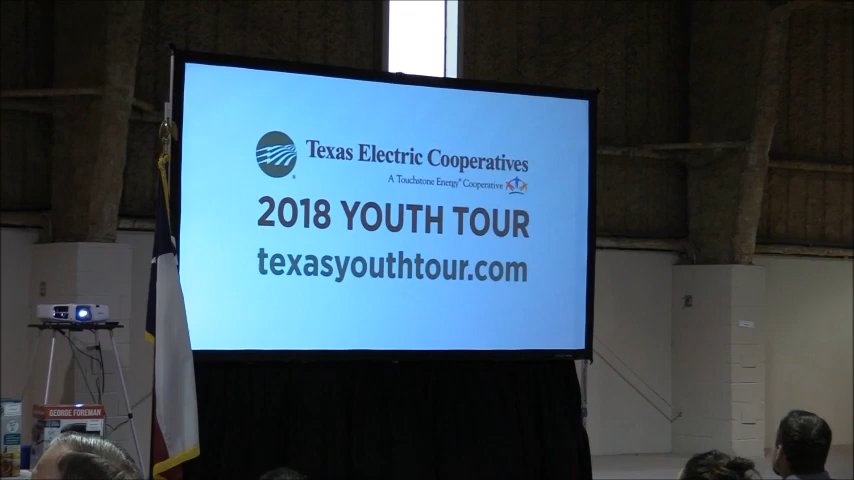 Texas Electric Cooperatives
®
A Touchstone Energy® Cooperative
2018 YOUTH TOUR
texasyouthtour.com
GEORGE FOREMAN